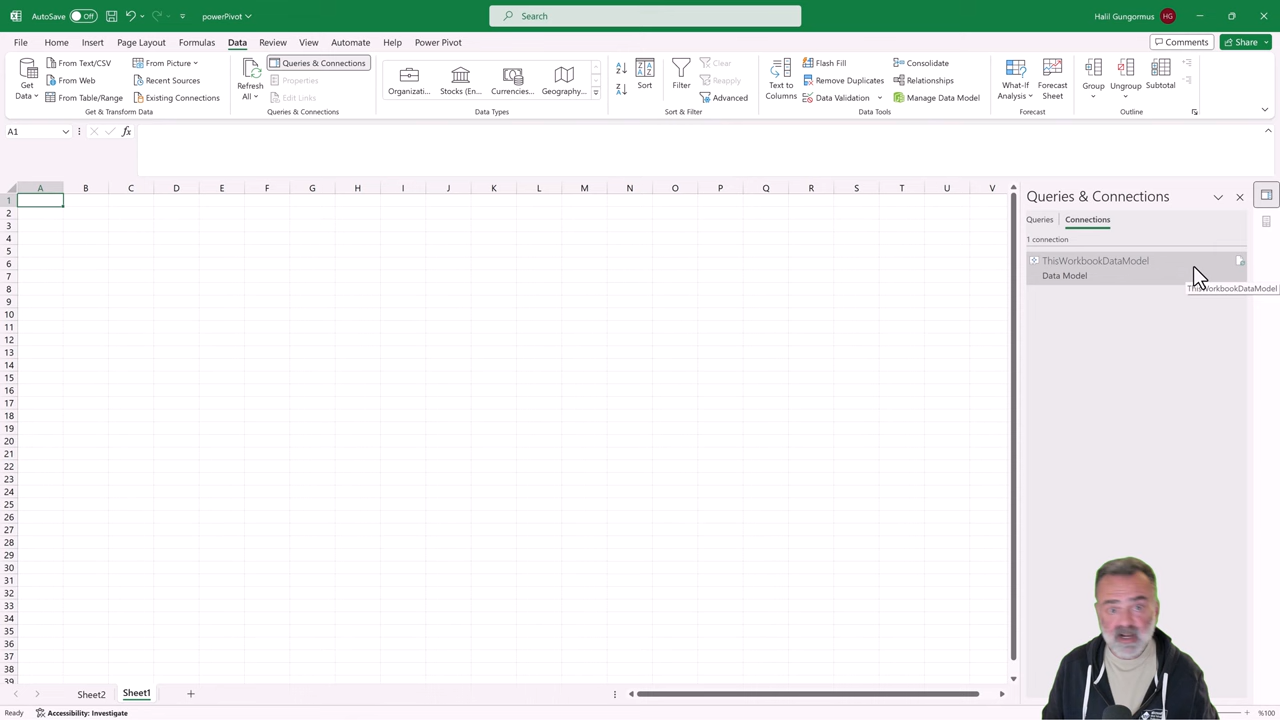 AutoSave Off powerPivot Search Halil Gungormus HG
File Home Insert Page Layout Formulas Data Review View Automate Help Power Pivot Comments Share
Get Data
From Text/CSV
From Web
From Table/Range
From Picture
Recent Sources
Existing Connections
Get & Transform Data
Refresh All
Queries & Connections
Properties
Edit Links
Queries & Connections
Organizati...
Stocks (En...
Currencies...
Geography...
Data Types
Sort
Filter
Clear
Reapply
Advanced
Sort & Filter
Text to Columns
Flash Fill
Remove Duplicates
Data Validation
Consolidate
Relationships
Manage Data Model
Data Tools
What-If Analysis
Forecast Sheet
Forecast
Group
Ungroup
Subtotal
Outline
A1 fx
A B C D E F G H I J K L M N O P Q R S T U V
1
2
3
4
5
6
7
8
9
10
11
12
13
14
15
16
17
18
19
20
21
22
23
24
25
26
27
28
29
30
31
32
33
34
35
36
37
38
39
Queries & Connections
Queries Connections
1 connection
ThisWorkbookDataModel
Data Model
ThisWorkbookDataModel
Sheet2 Sheet1
Ready Accessibility: Investigate %100